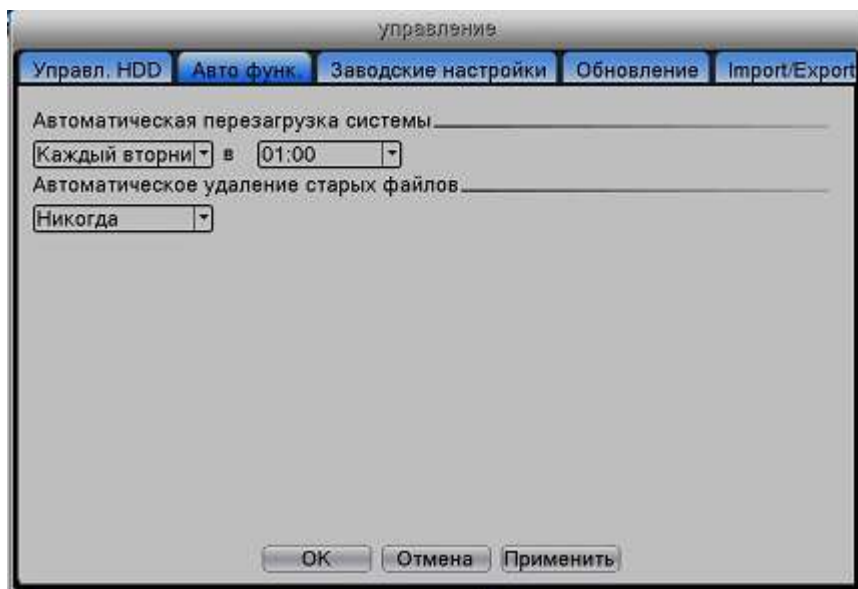 управление
Управл. HDD Авто функ. Заводские настройки Обновление Import/Export
Автоматическая перезагрузка системы
Каждый вторни в 01:00
Автоматическое удаление старых файлов
Никогда
OK Отмена Применить